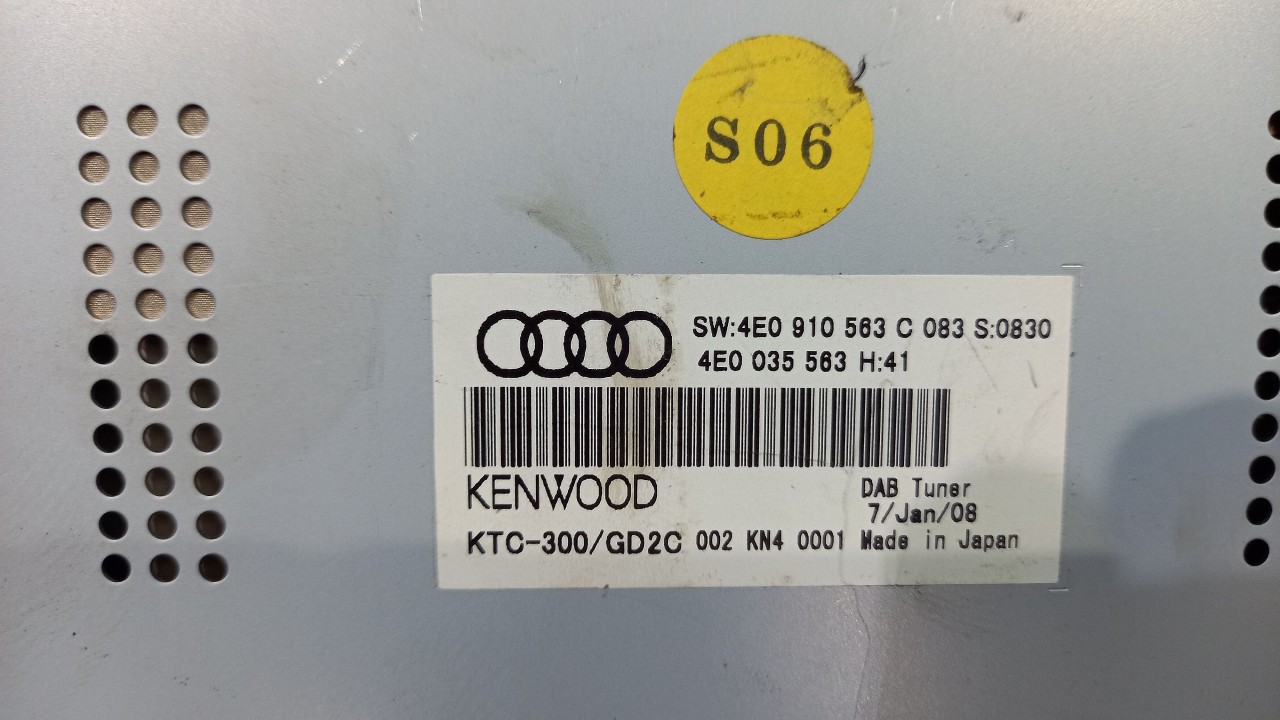 S06
SW:4E0 910 563 C 083 S:0830
4E0 035 563 H:41
KENWOOD
DAB Tuner
7/Jan/08
KTC-300/GD2C 002 KN4 0001 Made in Japan